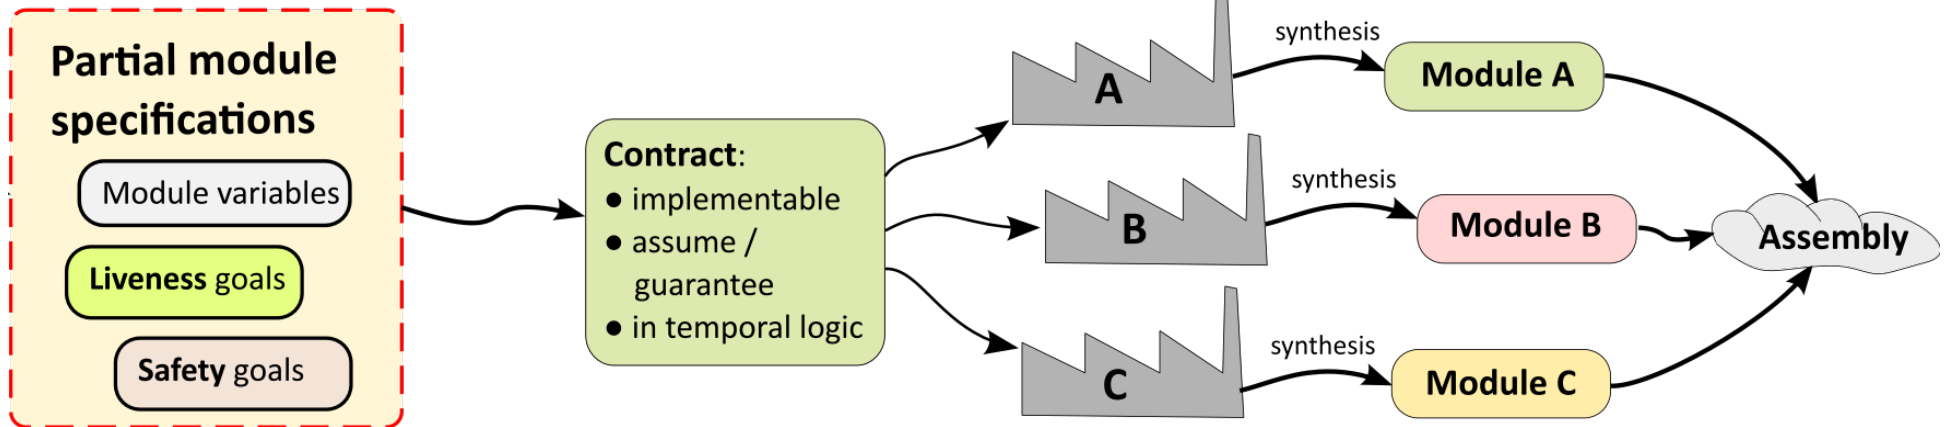 Partial module
specifications
Module variables
Liveness goals
Safety goals
Contract:
● implementable
● assume /
guarantee
● in temporal logic
A
synthesis
Module A
B
synthesis
Module B
C
synthesis
Module C
Assembly